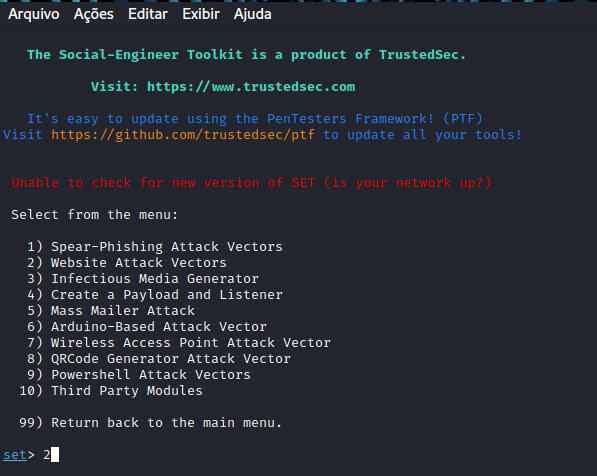 Arquivo Ações Editar Exibir Ajuda
The Social-Engineer Toolkit is a product of TrustedSec.
Visit: https://www.trustedsec.com
It's easy to update using the PenTesters Framework! (PTF)
Visit https://github.com/trustedsec/ptf to update all your tools!
Unable to check for new version of SET (is your network up?)
Select from the menu:
1) Spear-Phishing Attack Vectors
2) Website Attack Vectors
3) Infectious Media Generator
4) Create a Payload and Listener
5) Mass Mailer Attack
6) Arduino-Based Attack Vector
7) Wireless Access Point Attack Vector
8) QRCode Generator Attack Vector
9) Powershell Attack Vectors
10) Third Party Modules
99) Return back to the main menu.
set> 2